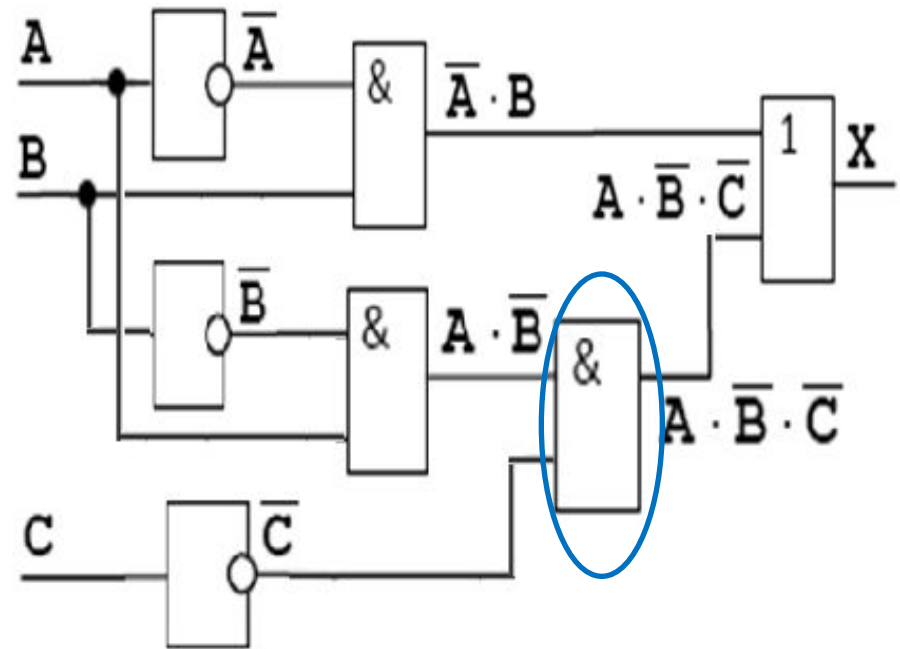 A
A̅
&
A̅ · B
1
X
B
A · B̅ · C̅
B̅
&
A · B̅
&
A · B̅ · C̅
C
C̅